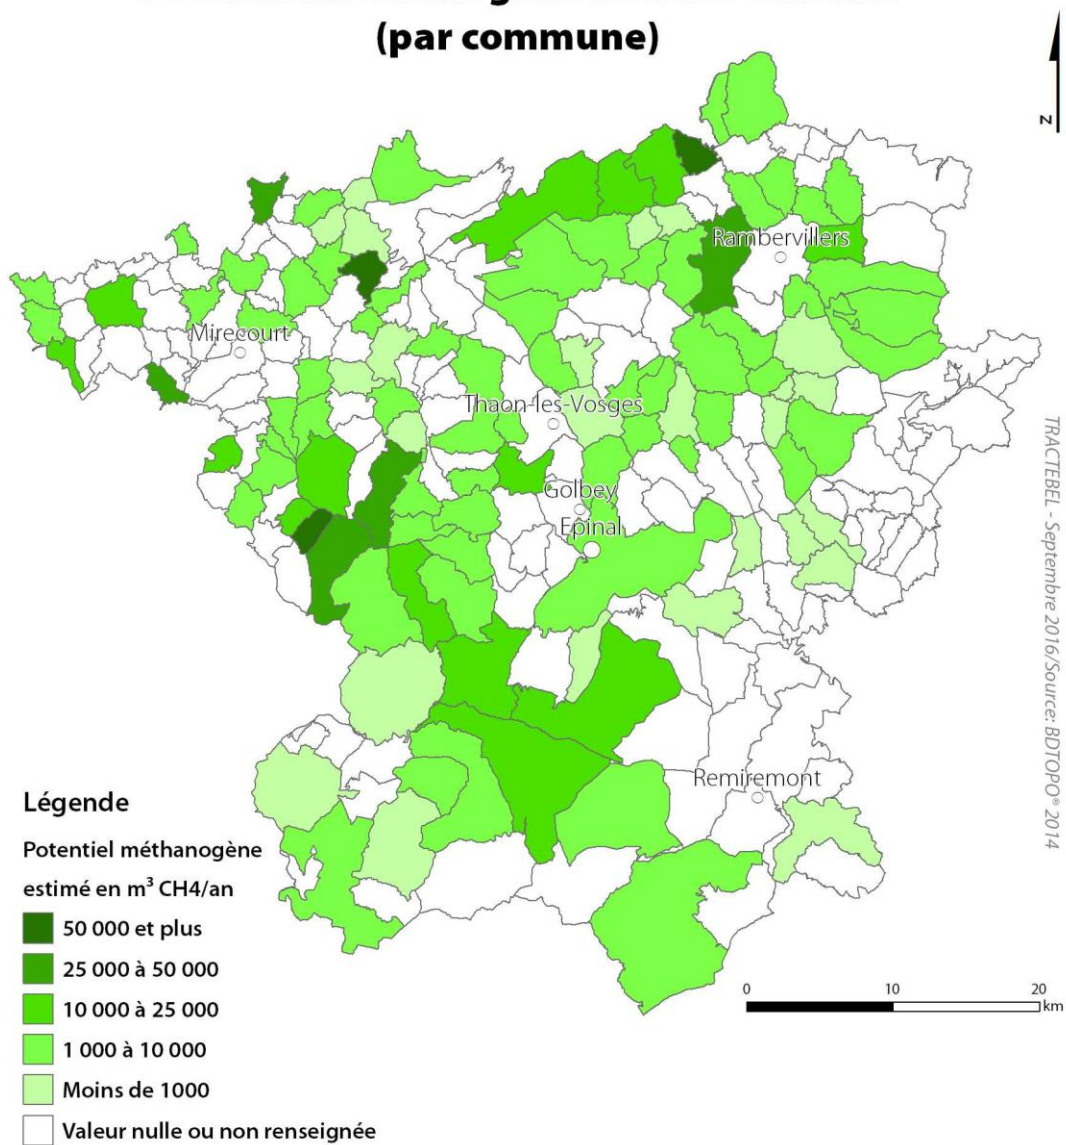 (par commune)
N
Rambervillers
Mirecourt
Thaon-les-Vosges
Golbey
Epinal
Remiremont
TRACTEBEL - Septembre 2016/Source: BDTOPO® 2014
Légende
Potentiel méthanogène
estimé en m³ CH4/an
50 000 et plus
25 000 à 50 000
10 000 à 25 000
1 000 à 10 000
Moins de 1000
Valeur nulle ou non renseignée
0 10 20
km